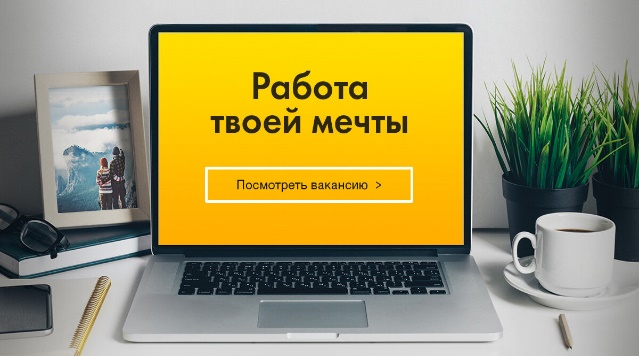 Работа
твоей мечты
Посмотреть вакансию >